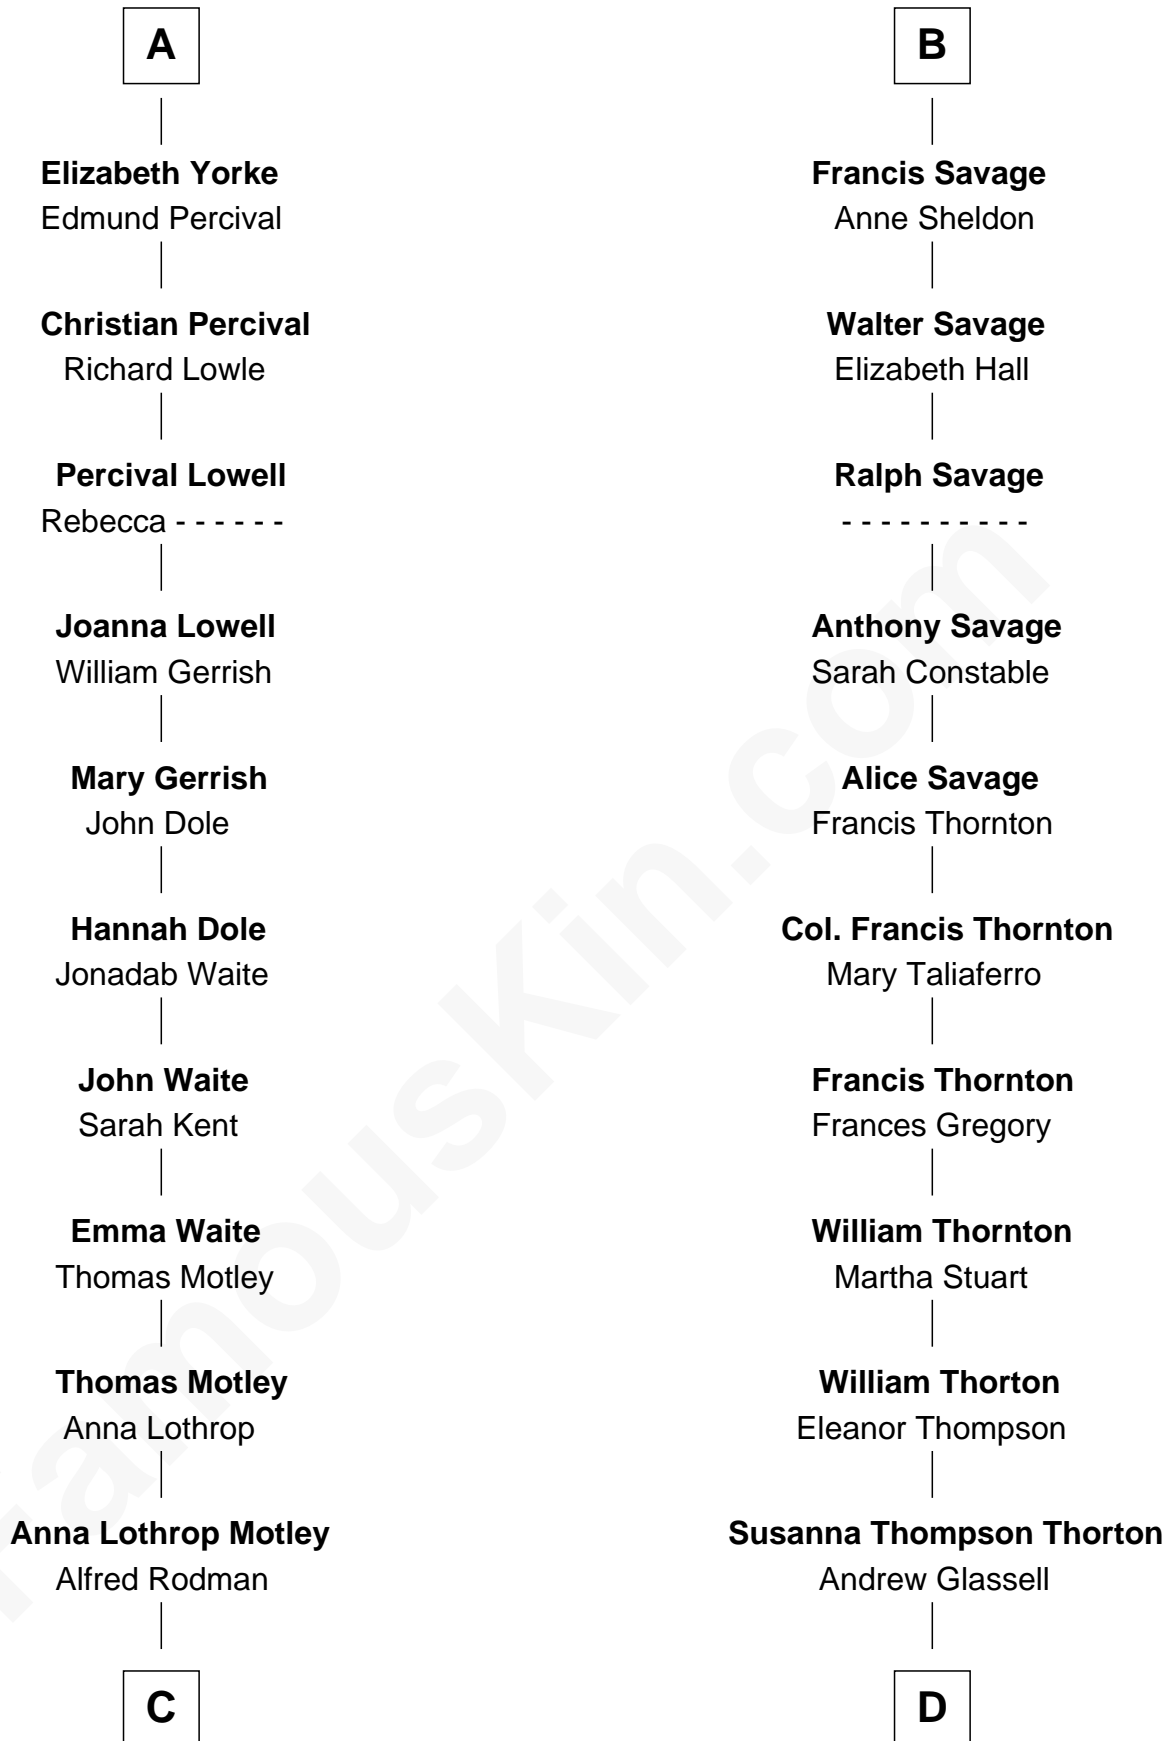 A
Elizabeth Yorke
Edmund Percival
Christian Percival
Richard Lowle
Percival Lowell
Rebecca - - - - - -
Joanna Lowell
William Gerrish
Mary Gerrish
John Dole
Hannah Dole
Jonadab Waite
John Waite
Sarah Kent
Emma Waite
Thomas Motley
Thomas Motley
Anna Lothrop
Anna Lothrop Motley
Alfred Rodman
C
B
Francis Savage
Anne Sheldon
Walter Savage
Elizabeth Hall
Ralph Savage
- - - - - - - - - -
Anthony Savage
Sarah Constable
Alice Savage
Francis Thornton
Col. Francis Thornton
Mary Taliaferro
Francis Thornton
Frances Gregory
William Thornton
Martha Stuart
William Thorton
Eleanor Thompson
Susanna Thompson Thorton
Andrew Glassell
D
FamousKin.com